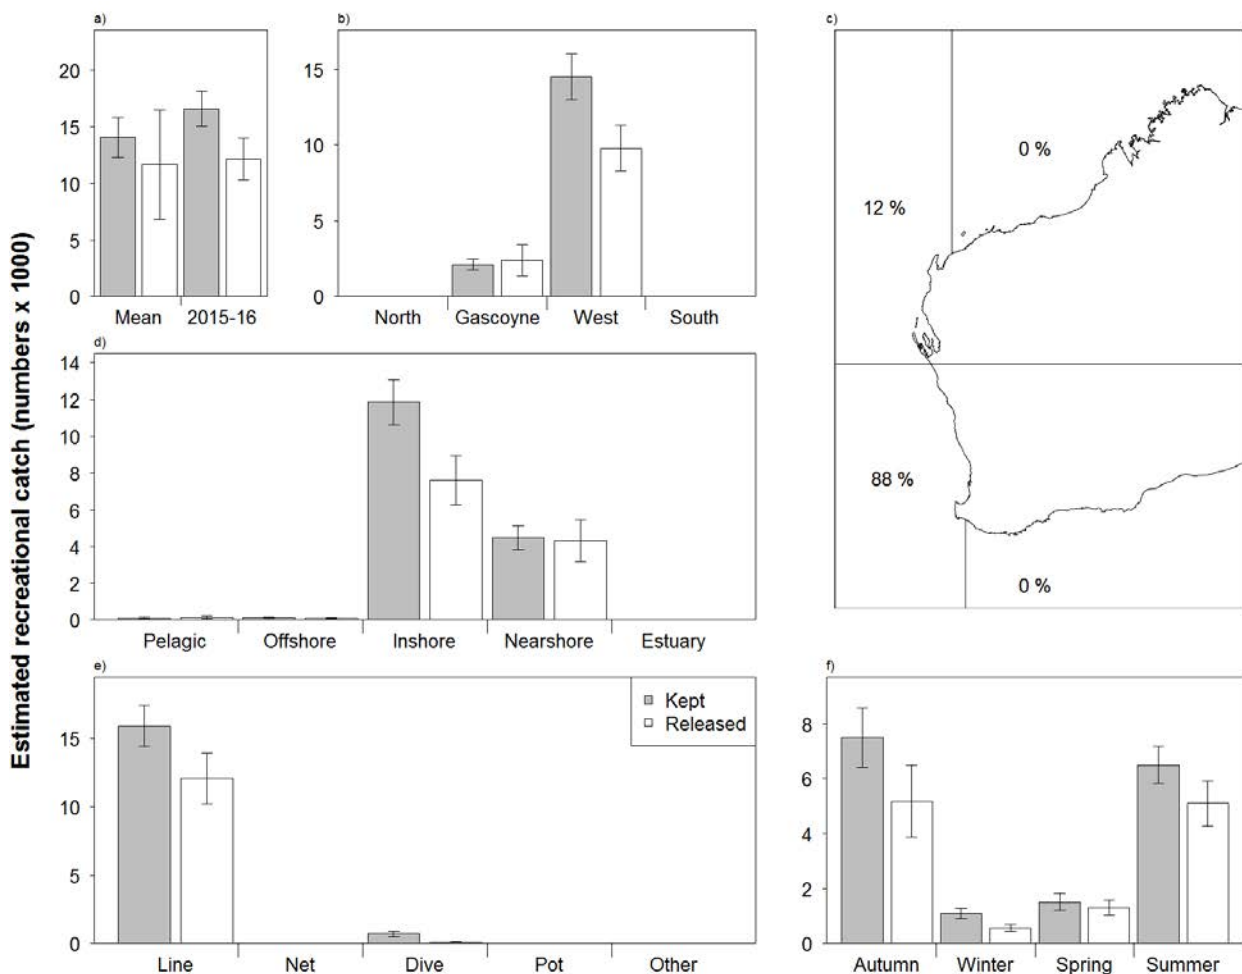 Estimated recreational catch (numbers x 1000)
a)
20
15
10
5
0
Mean 2015-16
b)
15
10
5
0
North Gascoyne West South
c)
0 %
12 %
88 %
0 %
d)
14
12
10
8
6
4
2
0
Pelagic Offshore Inshore Nearshore Estuary
e)
15
10
5
0
Kept
Released
Line Net Dive Pot Other
f)
8
6
4
2
0
Autumn Winter Spring Summer